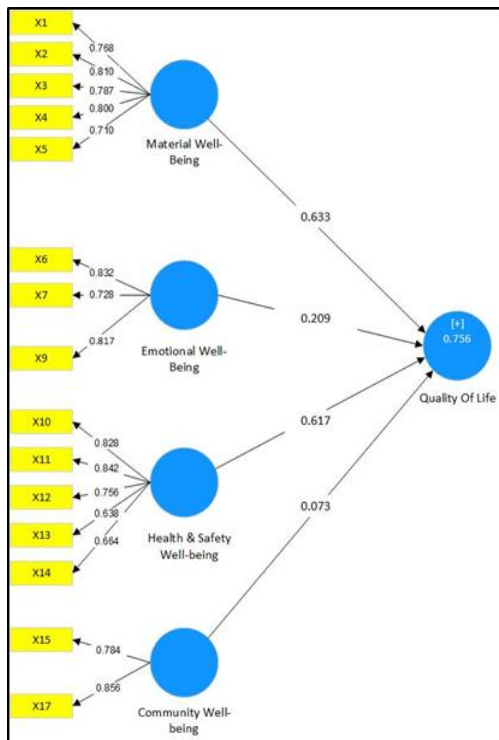 X1
0.768
X2
0.810
X3
0.787
X4
0.800
X5
0.710
Material Well-
Being
0.633
X6
0.832
X7
0.728
X9
0.817
Emotional Well-
Being
0.209
[+]
0.756
Quality Of Life
X10
0.828
X11
0.842
X12
0.756
X13
0.638
X14
0.664
Health & Safety
Well-being
0.617
0.073
X15
0.784
X17
0.856
Community Well-
being